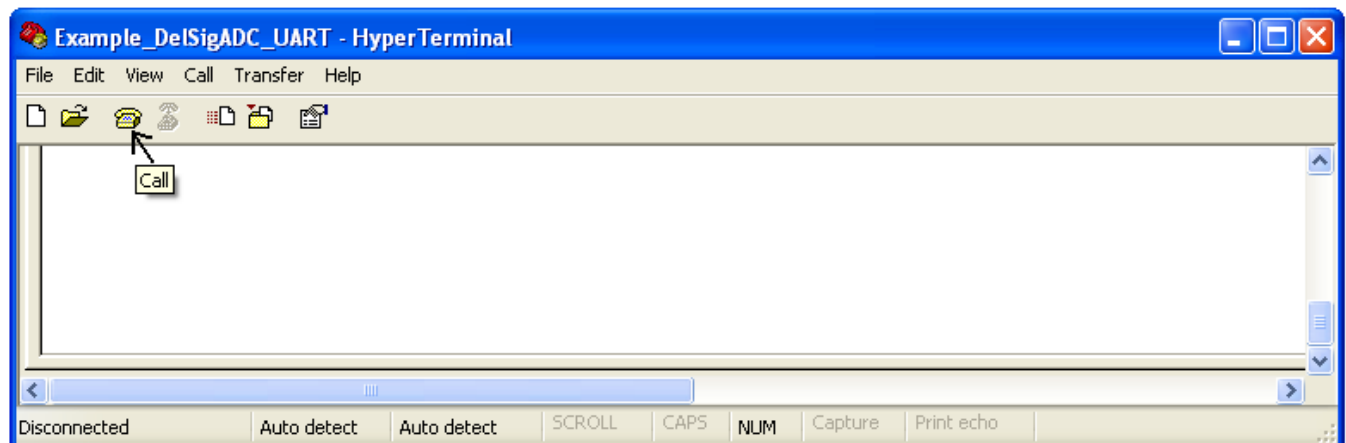 Example_DelSigADC_UART - HyperTerminal
File Edit View Call Transfer Help
Call
Disconnected Auto detect Auto detect SCROLL CAPS NUM Capture Print echo